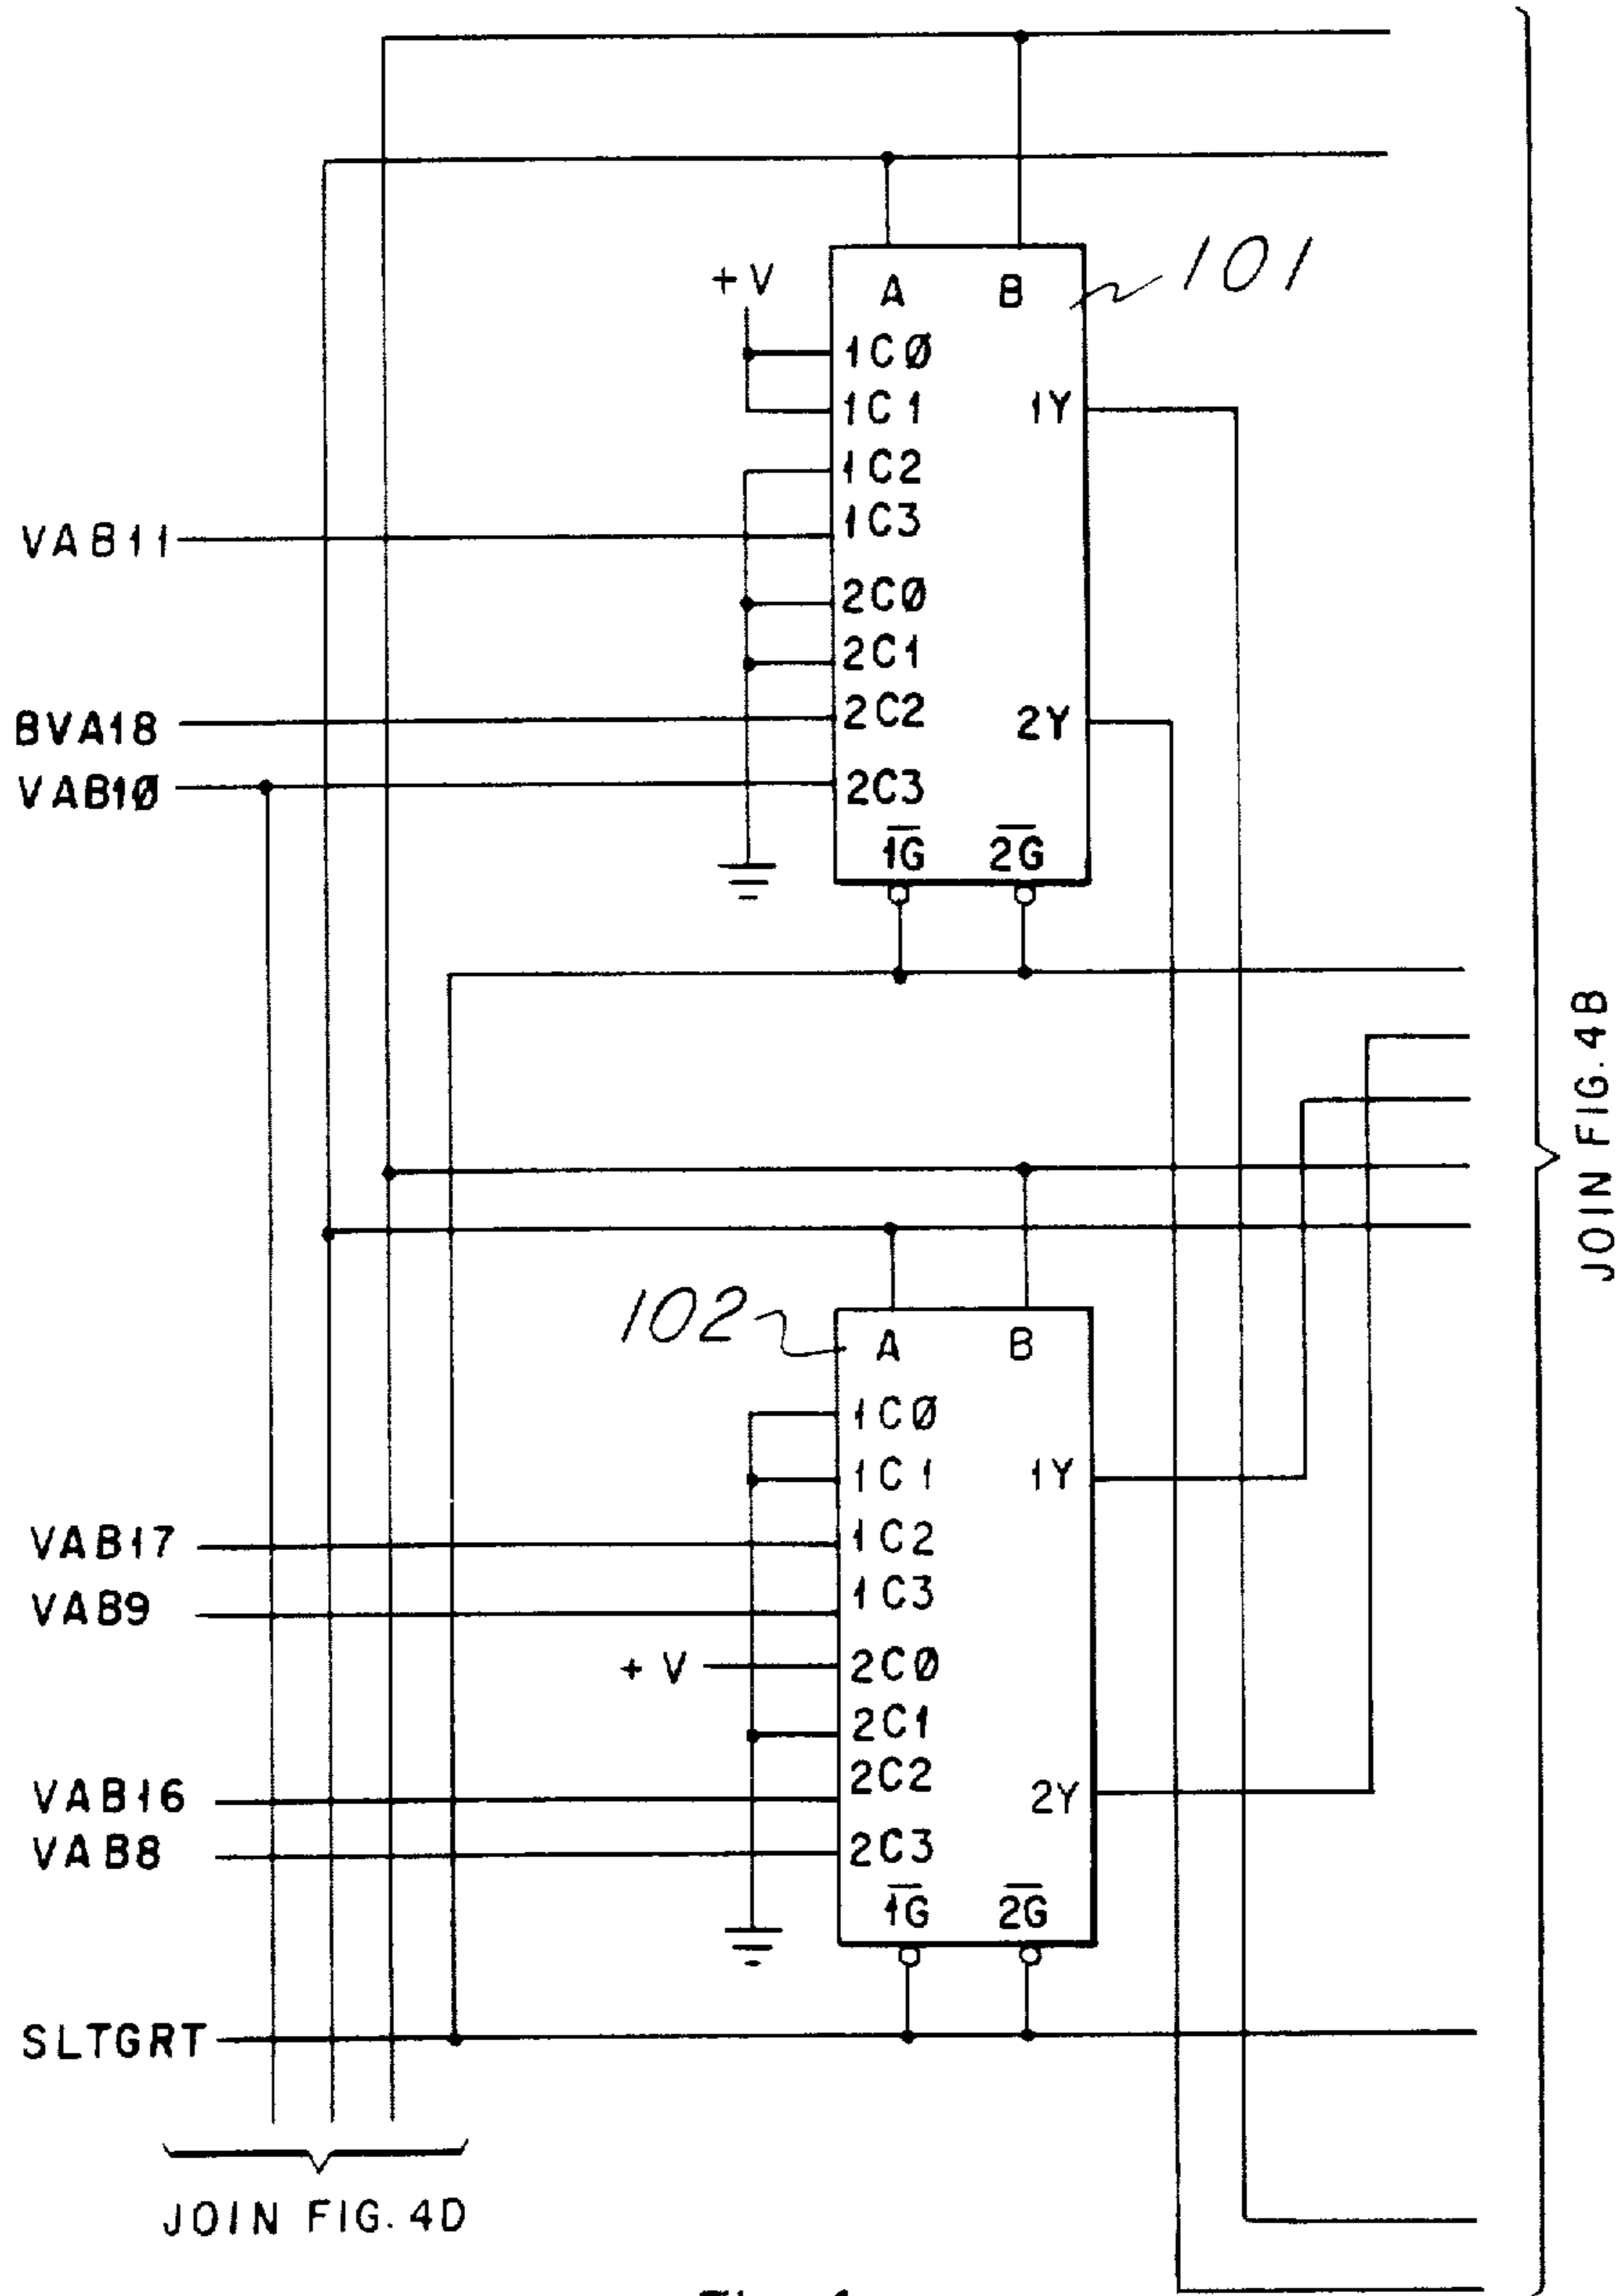 A B
101
+V
1CØ
1C1
1Y
1C2
VAB11
1C3
2CØ
2C1
BVA18
2C2
2Y
VAB1Ø
2C3
1G 2G
JOIN FIG. 4B
102
A B
1CØ
1C1
1Y
VAB17
1C2
VAB9
1C3
+V
2CØ
2C1
VAB16
2C2
2Y
VAB8
2C3
1G 2G
SLTGRT
JOIN FIG. 4D